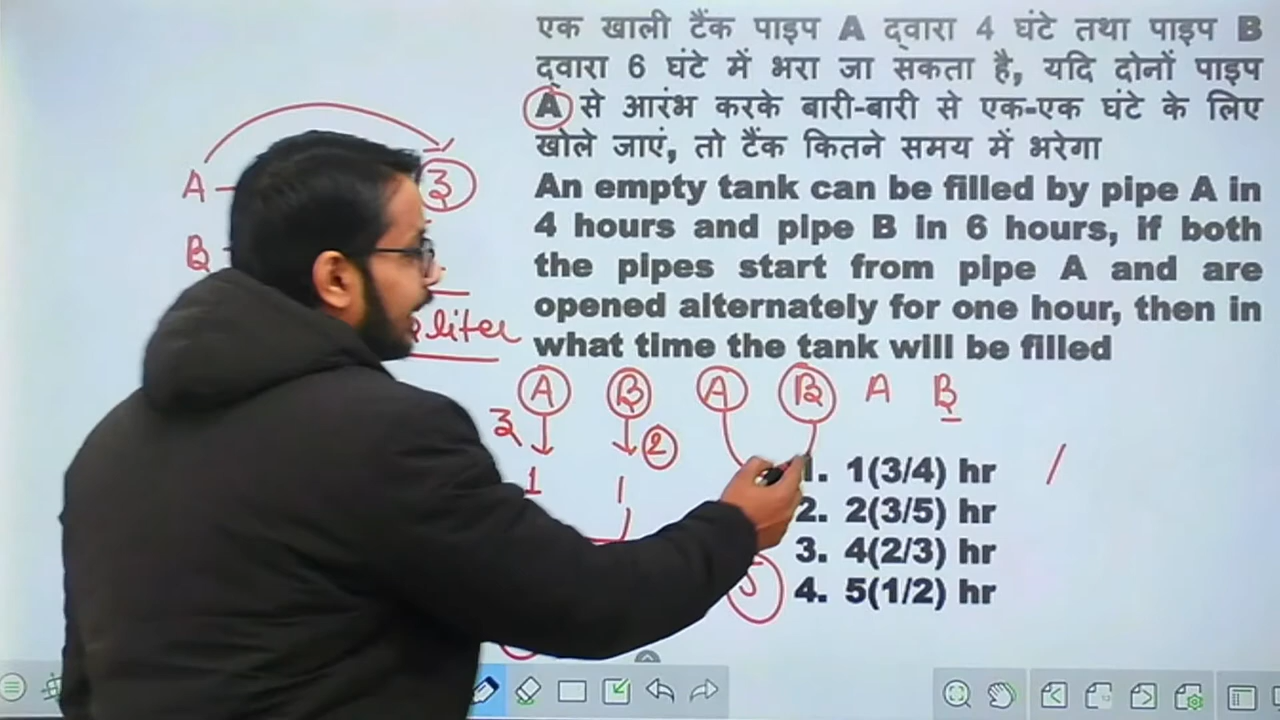 एक खाली टैंक पाइप A द्वारा 4 घंटे तथा पाइप B
द्वारा 6 घंटे में भरा जा सकता है, यदि दोनों पाइप
A से आरंभ करके बारी-बारी से एक-एक घंटे के लिए
खोले जाएं, तो टैंक कितने समय में भरेगा
An empty tank can be filled by pipe A in
4 hours and pipe B in 6 hours, if both
the pipes start from pipe A and are
opened alternately for one hour, then in
what time the tank will be filled
A 3
B
liter
A B A B A B
3 2
1 1
1. 1(3/4) hr
2. 2(3/5) hr
3. 4(2/3) hr
5 4. 5(1/2) hr